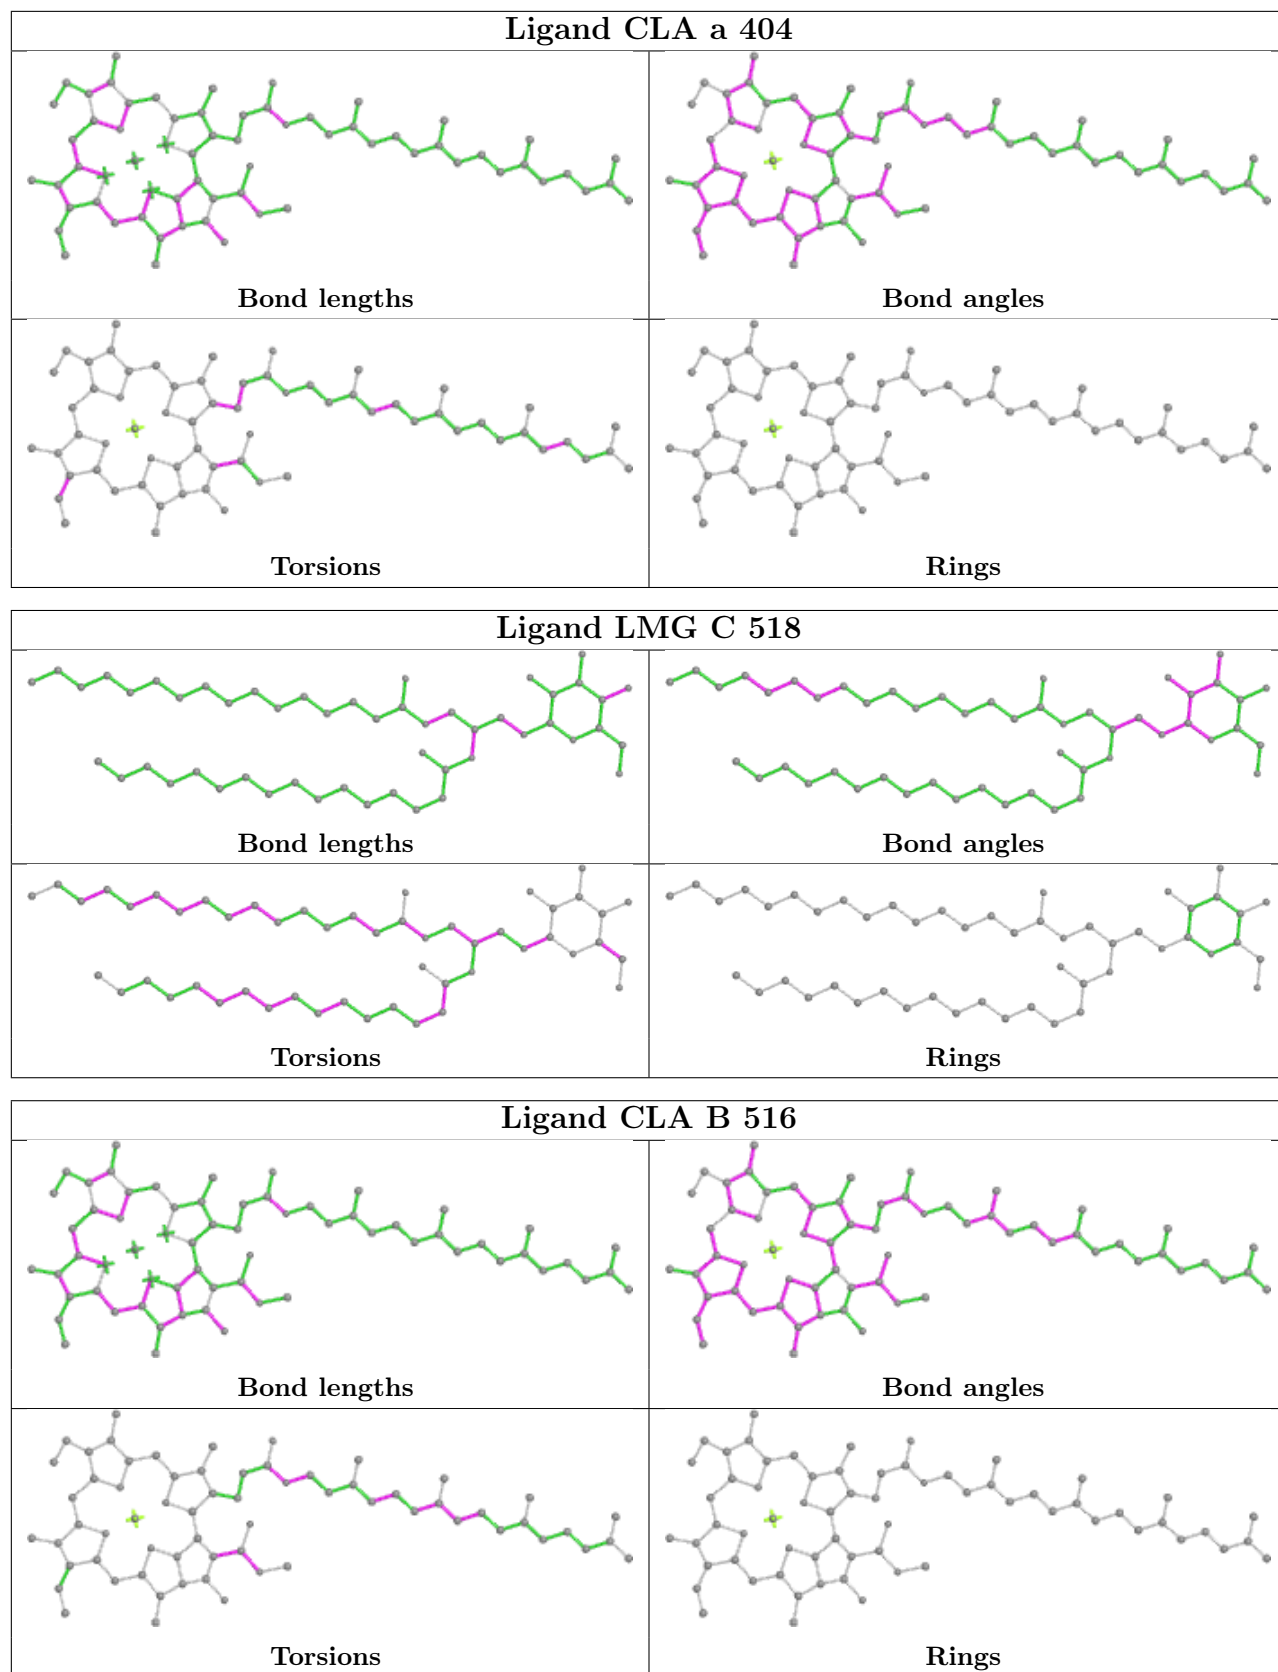 Ligand CLA a 404
Bond lengths Bond angles
Torsions Rings
Ligand LMG C 518
Bond lengths Bond angles
Torsions Rings
Ligand CLA B 516
Bond lengths Bond angles
Torsions Rings